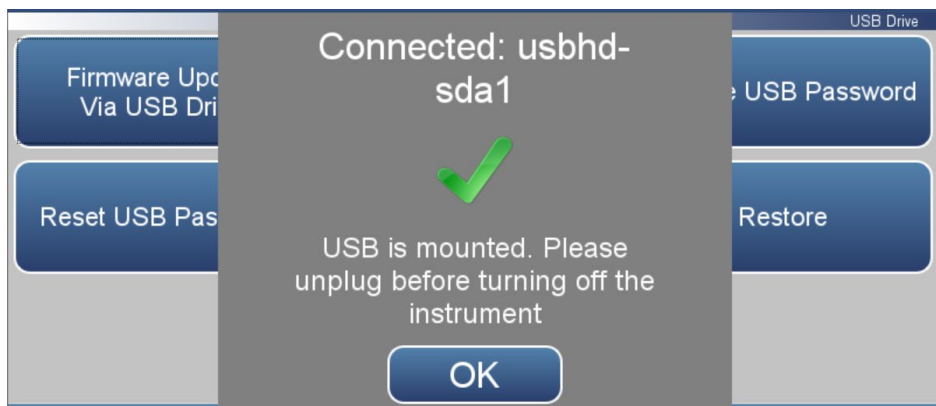 USB Drive
Connected: usbhd-
sda1
Firmware Upd
Via USB Dri
USB Password
Reset USB Pas
Restore
USB is mounted. Please
unplug before turning off the
instrument
OK